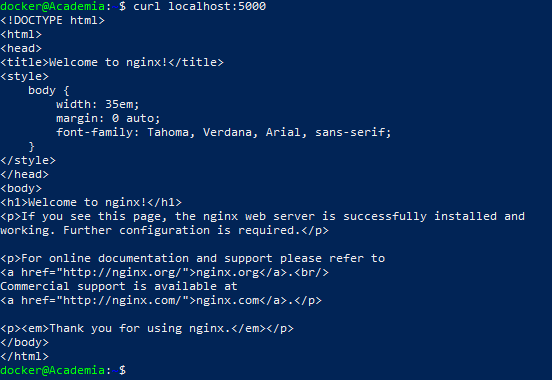 docker@Academia: $ curl localhost:5000
<!DOCTYPE html>
<html>
<head>
<title>Welcome to nginx!</title>
<style>
    body {
        width: 35em;
        margin: 0 auto;
        font-family: Tahoma, Verdana, Arial, sans-serif;
    }
</style>
</head>
<body>
<h1>Welcome to nginx!</h1>
<p>If you see this page, the nginx web server is successfully installed and
working. Further configuration is required.</p>

<p>For online documentation and support please refer to
<a href="http://nginx.org/">nginx.org</a>.<br/>
Commercial support is available at
<a href="http://nginx.com/">nginx.com</a>.</p>

<p><em>Thank you for using nginx.</em></p>
</body>
</html>
docker@Academia: $